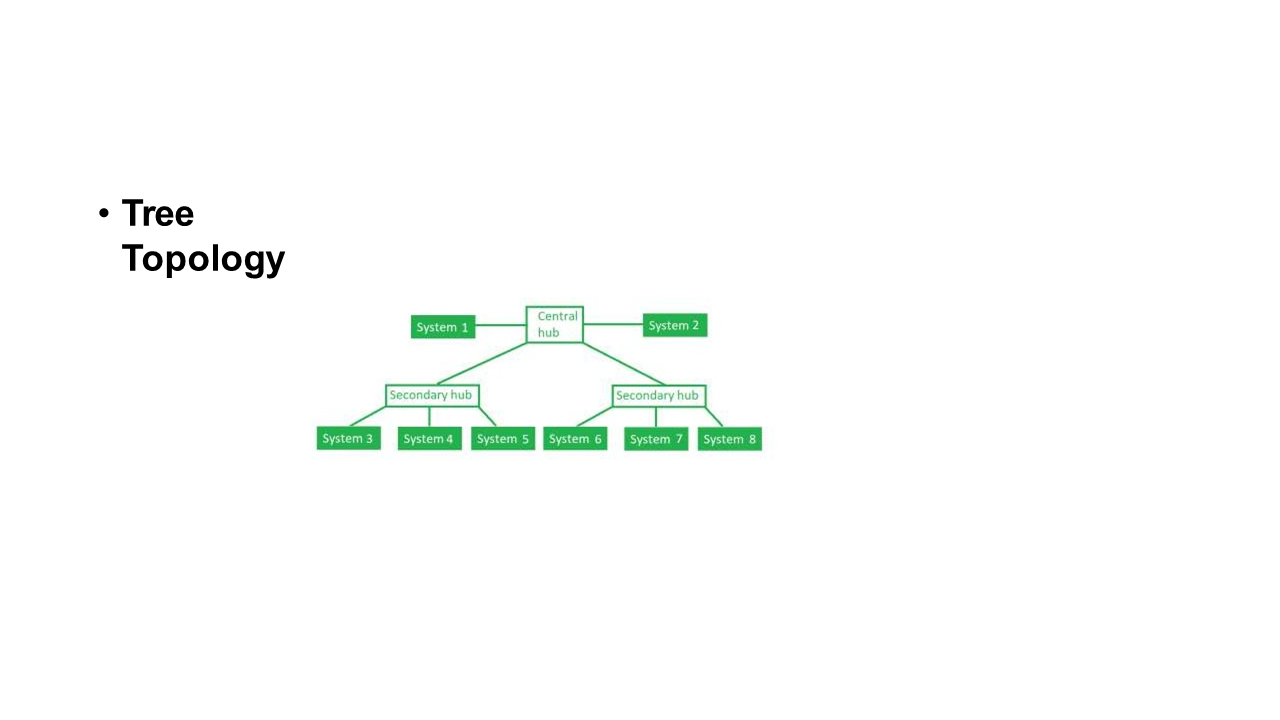 • Tree
Topology
System 1
Central
hub
System 2
Secondary hub
Secondary hub
System 3
System 4
System 5
System 6
System 7
System 8